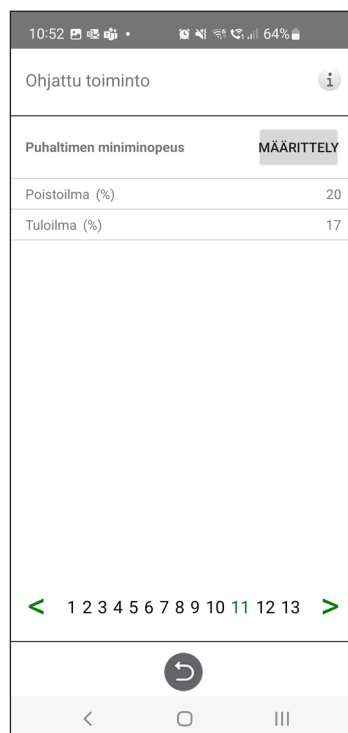 10:52 64%
Ohjattu toiminto i
Puhaltimen miniminopeus MÄÄRITTELY
Poistoilma (%) 20
Tuloilma (%) 17
< 1 2 3 4 5 6 7 8 9 10 11 12 13 >